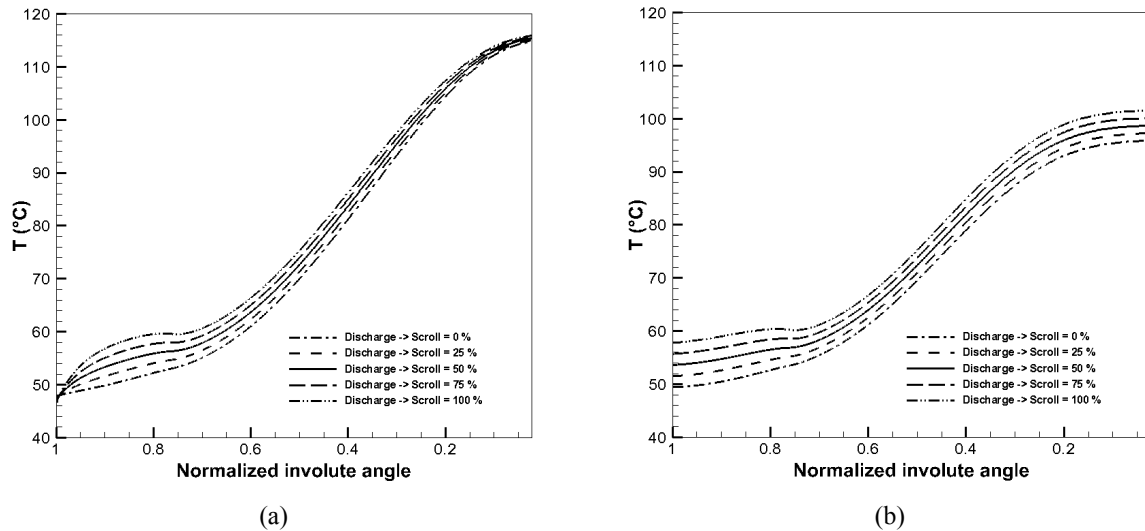 120
110
100
90
80
70
60
50
40
T (°C)
Discharge -> Scroll = 0 %
Discharge -> Scroll = 25 %
Discharge -> Scroll = 50 %
Discharge -> Scroll = 75 %
Discharge -> Scroll = 100 %
1 0.8 0.6 0.4 0.2
Normalized involute angle
(a)
120
110
100
90
80
70
60
50
40
T (°C)
Discharge -> Scroll = 0 %
Discharge -> Scroll = 25 %
Discharge -> Scroll = 50 %
Discharge -> Scroll = 75 %
Discharge -> Scroll = 100 %
1 0.8 0.6 0.4 0.2
Normalized involute angle
(b)